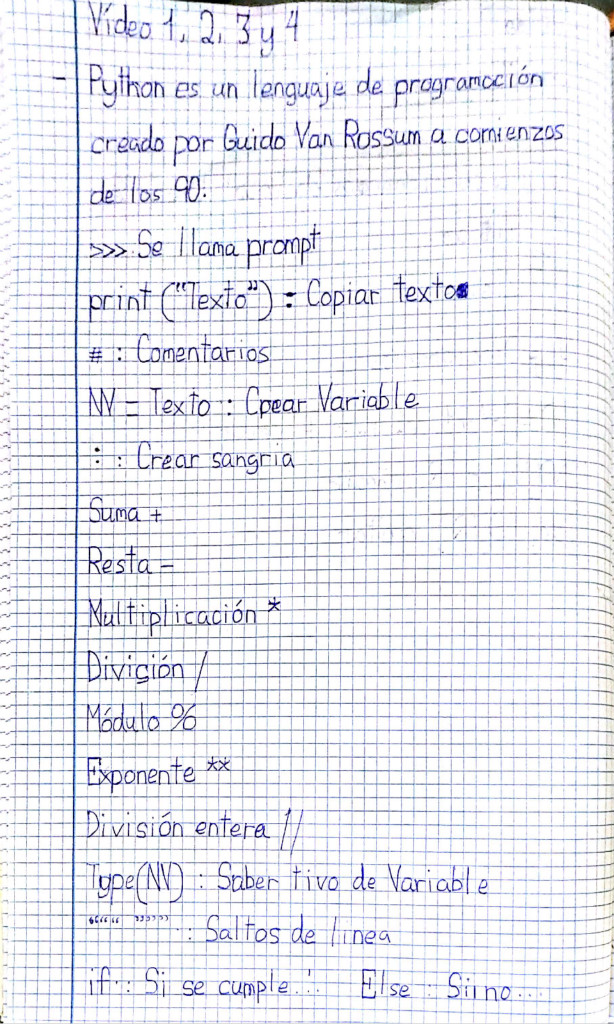 Vídeo 1, 2, 3 y 4
- Python es un lenguaje de programación
creado por Guido Van Rossum a comienzos
de los 90.
>>> Se llama prompt
print ("Texto") : Copiar textos
# : Comentarios
NV = Texto : Crear Variable
: : Crear sangria
Suma +
Resta -
Multiplicación *
División /
Módulo %
Exponente **
División entera //
Type(NV) : Saber tivo de Variable
"""" """" : Saltos de linea
if : Si se cumple... Else : Si no...